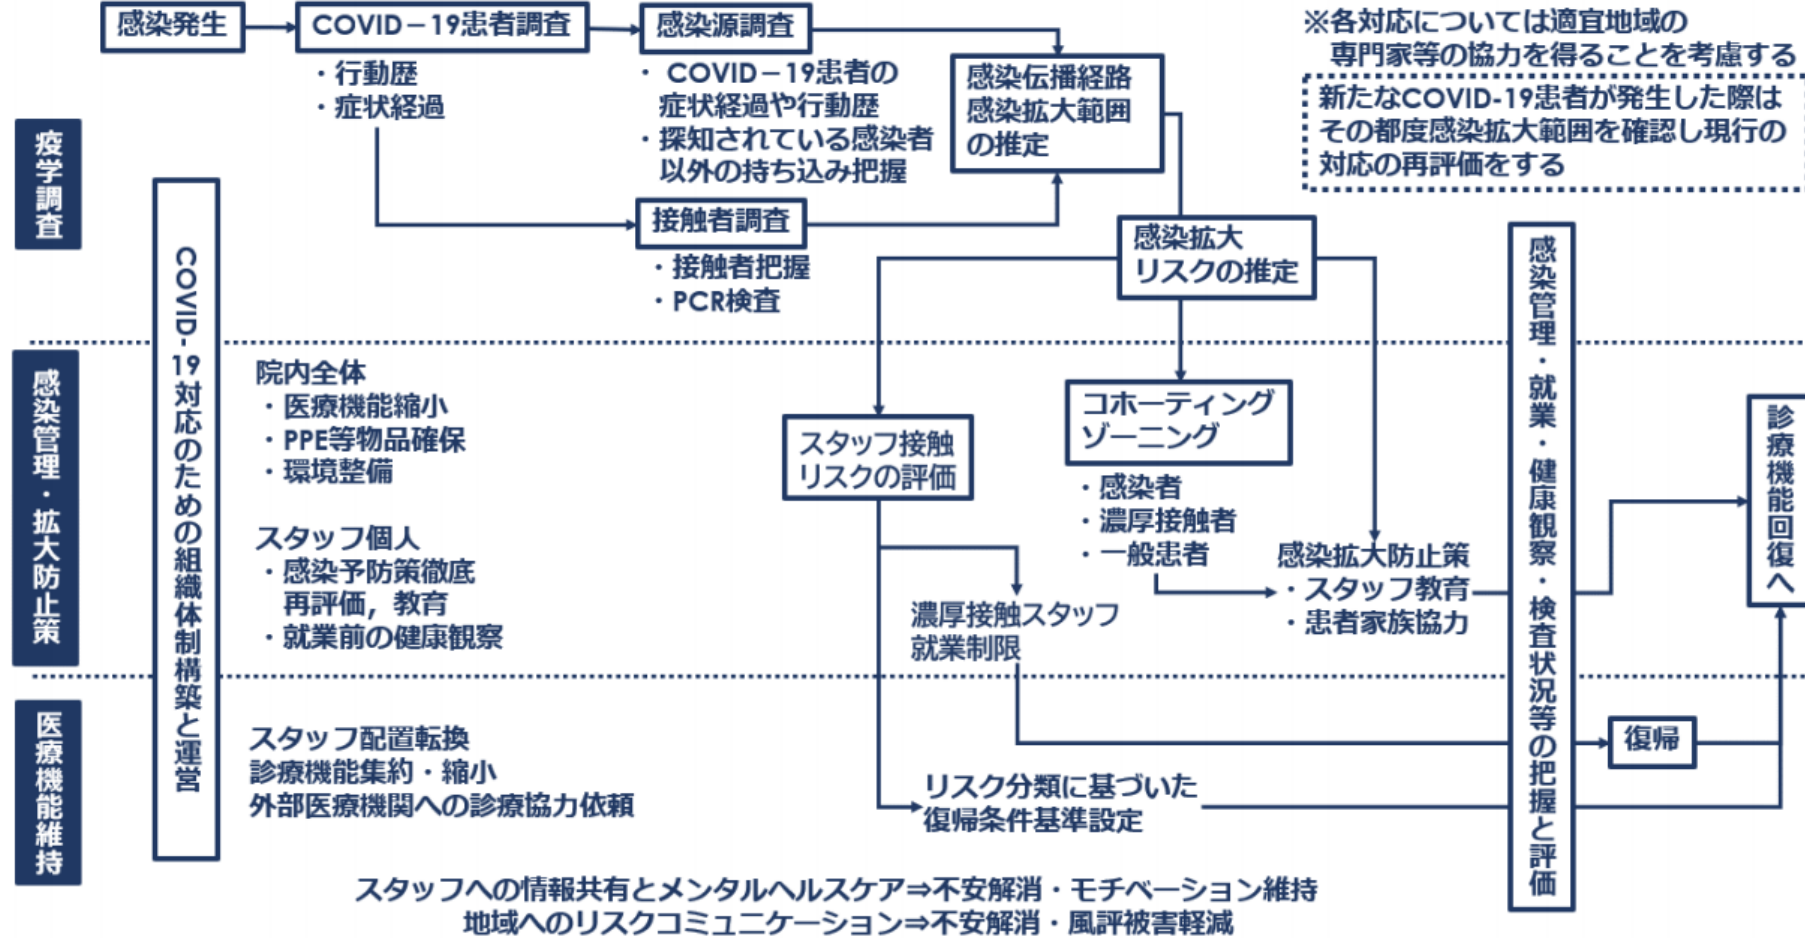 感染発生
COVID－19患者調査
・行動歴
・症状経過
感染源調査
・ COVID－19患者の
症状経過や行動歴
・探知されている感染者
以外の持ち込み把握
感染伝播経路
感染拡大範囲
の推定
※各対応については適宜地域の
専門家等の協力を得ることを考慮する
新たなCOVID-19患者が発生した際は
その都度感染拡大範囲を確認し現行の
対応の再評価をする
疫学調査
接触者調査
・接触者把握
・PCR検査
感染拡大
リスクの推定
COVID-19対応のための組織体制構築と運営
感染管理・就業・健康観察・検査状況等の把握と評価
感染管理・拡大防止策
院内全体
・医療機能縮小
・PPE等物品確保
・環境整備
スタッフ個人
・感染予防策徹底
再評価，教育
・就業前の健康観察
スタッフ接触
リスクの評価
コホーティング
ゾーニング
・感染者
・濃厚接触者
・一般患者
感染拡大防止策
・スタッフ教育
・患者家族協力
濃厚接触スタッフ
就業制限
診療機能回復へ
医療機能維持
スタッフ配置転換
診療機能集約・縮小
外部医療機関への診療協力依頼
リスク分類に基づいた
復帰条件基準設定
復帰
スタッフへの情報共有とメンタルヘルスケア⇒不安解消・モチベーション維持
地域へのリスクコミュニケーション⇒不安解消・風評被害軽減